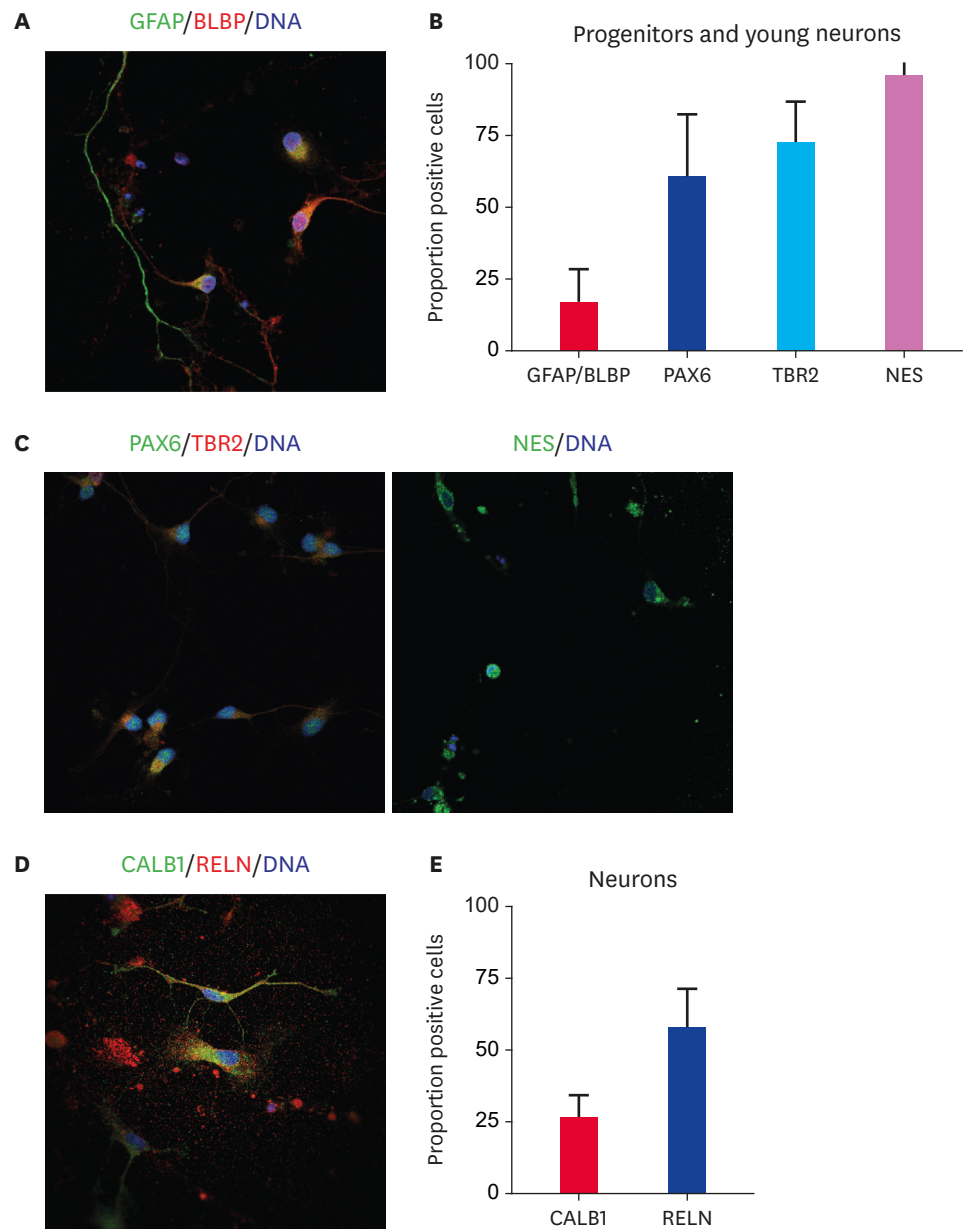 A
GFAP/BLBP/DNA
B
Progenitors and young neurons
Proportion positive cells
100
75
50
25
0
GFAP/BLBP
PAX6
TBR2
NES
C
PAX6/TBR2/DNA
NES/DNA
D
CALB1/RELN/DNA
E
Neurons
Proportion positive cells
100
75
50
25
0
CALB1
RELN